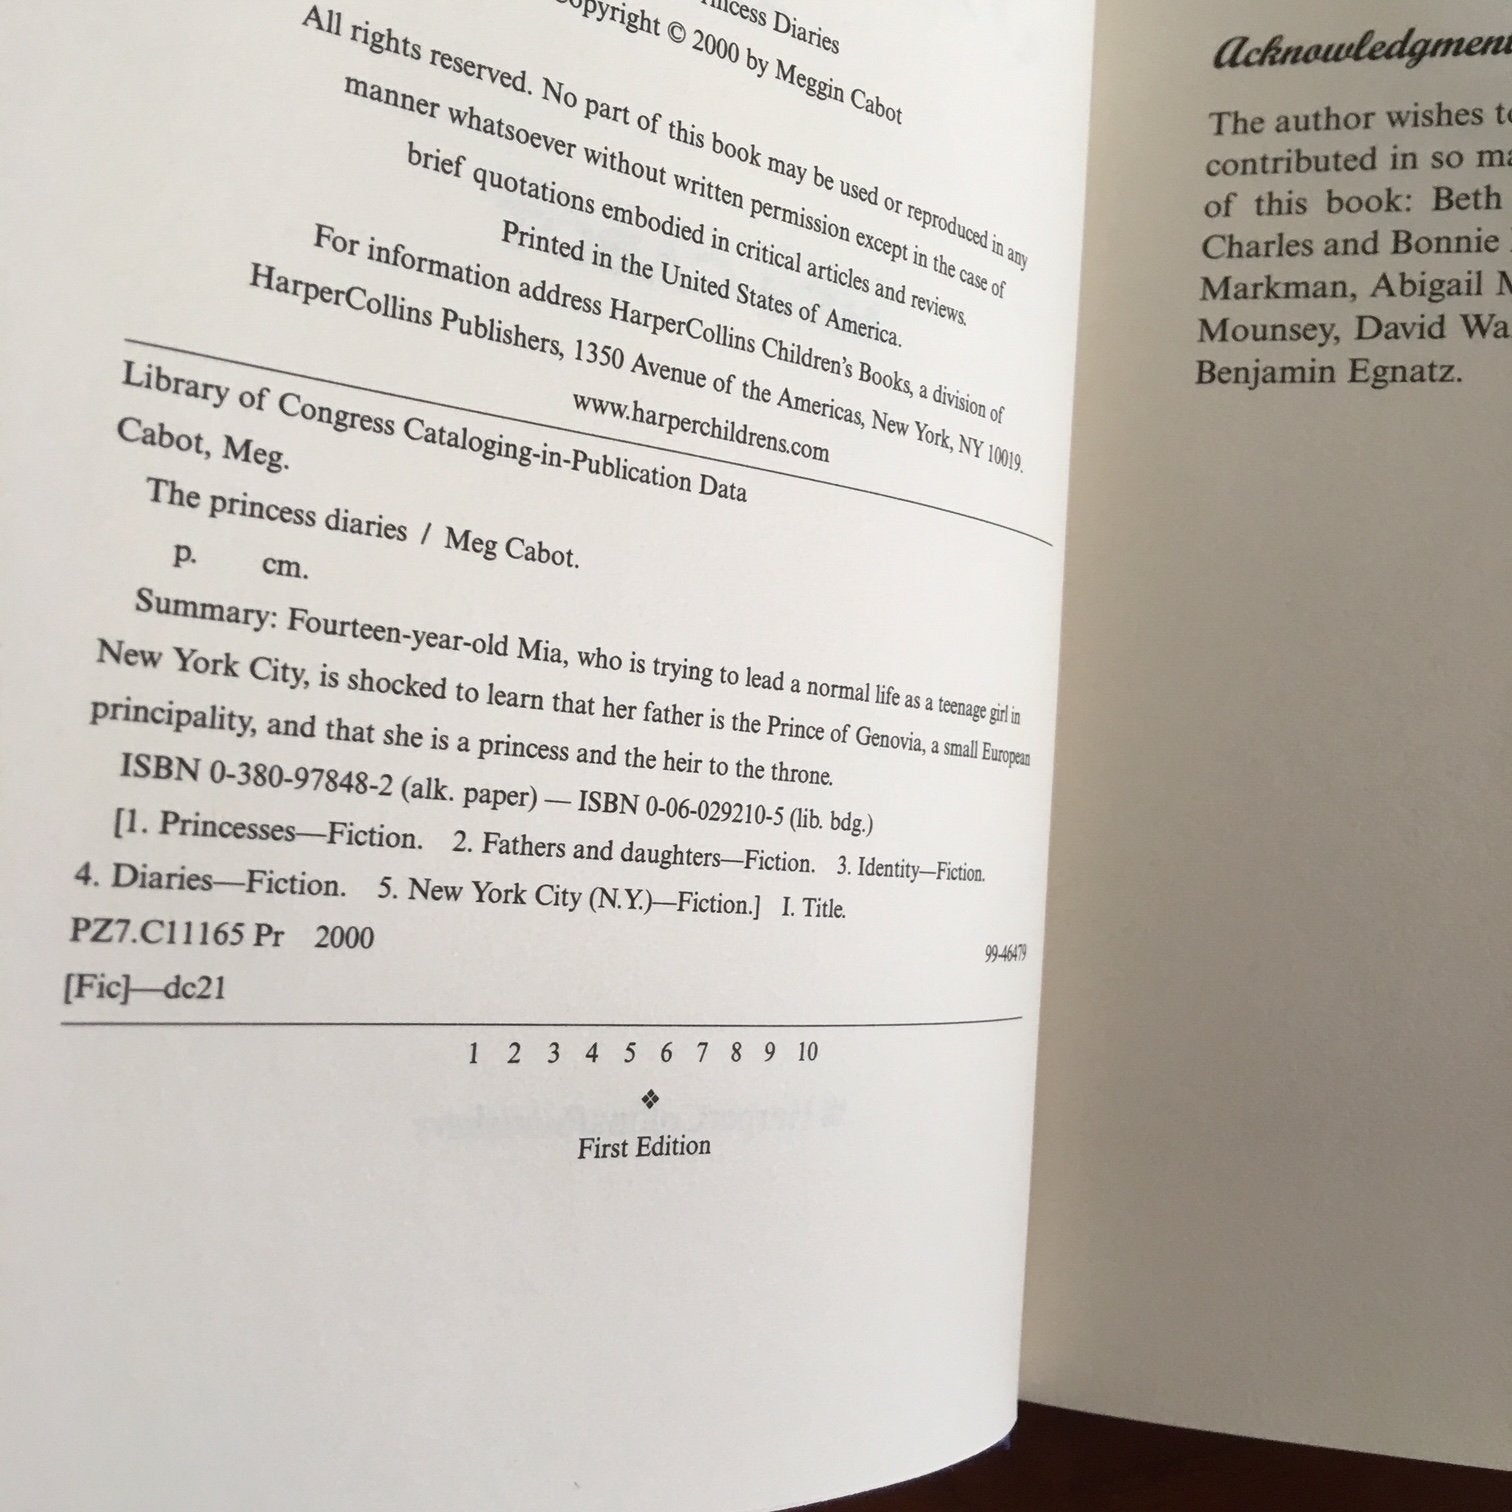 Princess Diaries
Copyright © 2000 by Meggin Cabot
All rights reserved. No part of this book may be used or reproduced in any
manner whatsoever without written permission except in the case of
brief quotations embodied in critical articles and reviews.
Printed in the United States of America.
For information address HarperCollins Children's Books, a division of
HarperCollins Publishers, 1350 Avenue of the Americas, New York, NY 10019.
www.harperchildrens.com
Library of Congress Cataloging-in-Publication Data
Cabot, Meg.
The princess diaries / Meg Cabot.
p. cm.
Summary: Fourteen-year-old Mia, who is trying to lead a normal life as a teenage girl in
New York City, is shocked to learn that her father is the Prince of Genovia, a small European
principality, and that she is a princess and the heir to the throne.
ISBN 0-380-97848-2 (alk. paper) — ISBN 0-06-029210-5 (lib. bdg.)
[1. Princesses—Fiction. 2. Fathers and daughters—Fiction. 3. Identity—Fiction.
4. Diaries—Fiction. 5. New York City (N.Y.)—Fiction.] I. Title.
PZ7.C11165 Pr 2000
99-46479
[Fic]—dc21
1 2 3 4 5 6 7 8 9 10
❖
First Edition
Acknowledgment
The author wishes to
contributed in so
of this book: Beth
Charles and Bonnie
Markman, Abigail
Mounsey, David
Benjamin Egnatz.